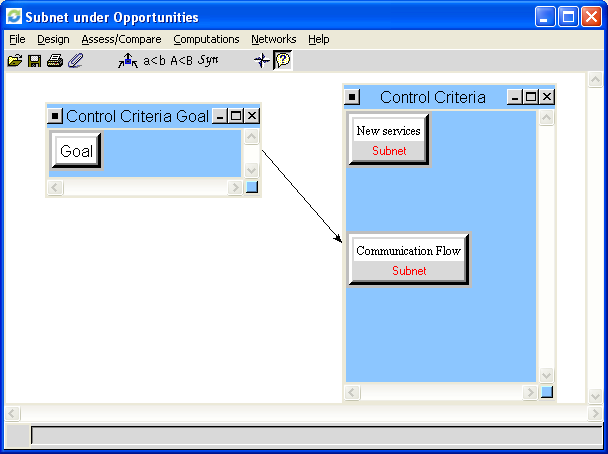 Subnet under Opportunities
File Design Assess/Compare Computations Networks Help
a<b A<B Syn
Control Criteria Goal
Goal
Control Criteria
New services
Subnet
Communication Flow
Subnet